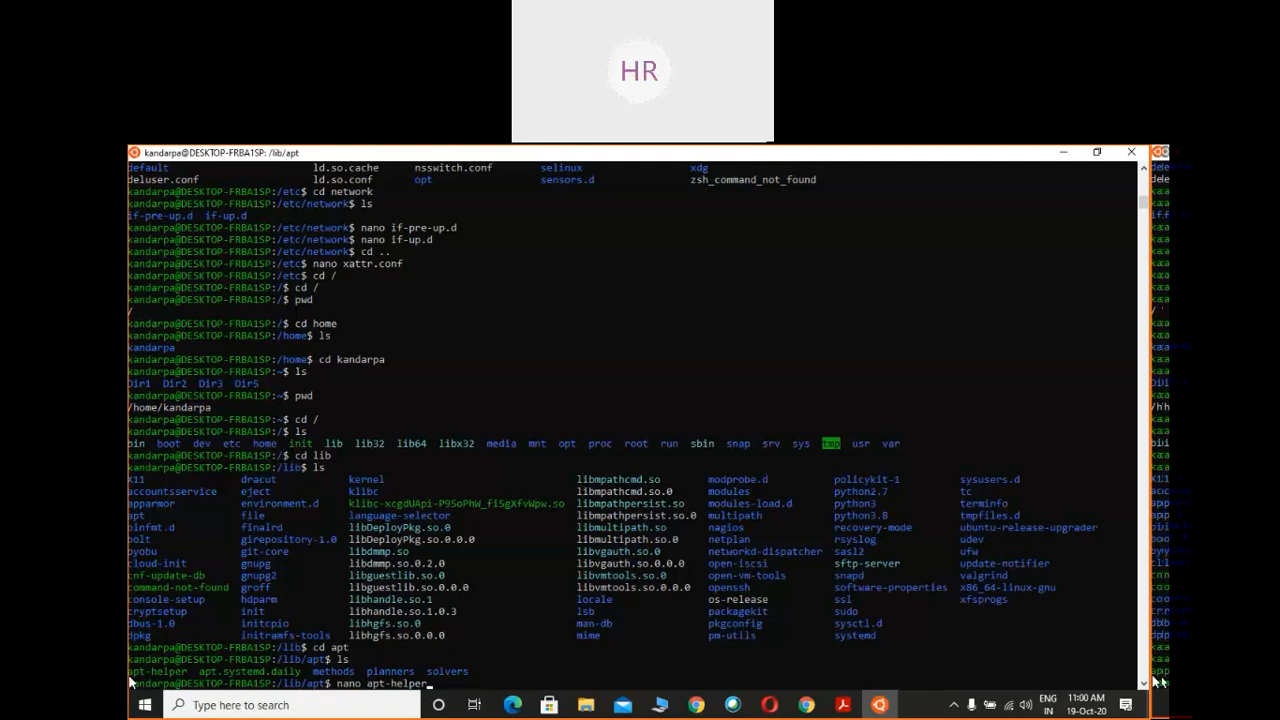 HR
kandarpa@DESKTOP-FRBA1SP: /lib/apt
default ld.so.cache nsswitch.conf selinux xdg
deluser.conf ld.so.conf opt sensors.d zsh_command_not_found
kandarpa@DESKTOP-FRBA1SP:/etc$ cd network
kandarpa@DESKTOP-FRBA1SP:/etc/network$ ls
if-pre-up.d if-up.d
kandarpa@DESKTOP-FRBA1SP:/etc/network$ nano if-pre-up.d
kandarpa@DESKTOP-FRBA1SP:/etc/network$ nano if-up.d
kandarpa@DESKTOP-FRBA1SP:/etc/network$ cd ..
kandarpa@DESKTOP-FRBA1SP:/etc$ nano xattr.conf
kandarpa@DESKTOP-FRBA1SP:/etc$ cd /
kandarpa@DESKTOP-FRBA1SP:/$ cd /
kandarpa@DESKTOP-FRBA1SP:/$ pwd
/
kandarpa@DESKTOP-FRBA1SP:/$ cd home
kandarpa@DESKTOP-FRBA1SP:/home$ ls
kandarpa
kandarpa@DESKTOP-FRBA1SP:/home$ cd kandarpa
kandarpa@DESKTOP-FRBA1SP:~$ ls
Dir1 Dir2 Dir3 Dir5
kandarpa@DESKTOP-FRBA1SP:~$ pwd
/home/kandarpa
kandarpa@DESKTOP-FRBA1SP:~$ cd /
kandarpa@DESKTOP-FRBA1SP:/$ ls
bin boot dev etc home init lib lib32 lib64 libx32 media mnt opt proc root run sbin snap srv sys tmp usr var
kandarpa@DESKTOP-FRBA1SP:/$ cd lib
kandarpa@DESKTOP-FRBA1SP:/lib$ ls
X11 dracut kernel libmpathcmd.so modprobe.d policykit-1 sysusers.d
accountsservice eject klibc libmpathcmd.so.0 modules python2.7 tc
apparmor environment.d klibc-xcgdUApi-P9SoPhW_fi5gXfvWpw.so libmpathpersist.so modules-load.d python3 terminfo
apt file language-selector libmpathpersist.so.0 multipath python3.8 tmpfiles.d
binfmt.d finalrd libDeployPkg.so.0 libmultipath.so nagios recovery-mode ubuntu-release-upgrader
bolt girepository-1.0 libDeployPkg.so.0.0.0 libmultipath.so.0 netplan rsyslog udev
byobu git-core libdmmp.so libvgauth.so.0 networkd-dispatcher sasl2 ufw
cloud-init gnupg libdmmp.so.0.2.0 libvgauth.so.0.0.0 open-iscsi sftp-server update-notifier
cnf-update-db gnupg2 libguestlib.so.0 libvmtools.so.0 open-vm-tools snapd valgrind
command-not-found groff libguestlib.so.0.0.0 libvmtools.so.0.0.0 openssh software-properties x86_64-linux-gnu
console-setup hdparm libhandle.so.1 locale os-release ssl xfsprogs
cryptsetup init libhandle.so.1.0.3 lsb packagekit sudo
dbus-1.0 initcpio libhgfs.so.0 man-db pkgconfig sysctl.d
dpkg initramfs-tools libhgfs.so.0.0.0 mime pm-utils systemd
kandarpa@DESKTOP-FRBA1SP:/lib$ cd apt
kandarpa@DESKTOP-FRBA1SP:/lib/apt$ ls
apt-helper apt.systemd.daily methods planners solvers
kandarpa@DESKTOP-FRBA1SP:/lib/apt$ nano apt-helper
Type here to search
ENG 11:00 AM
IN 19-Oct-20